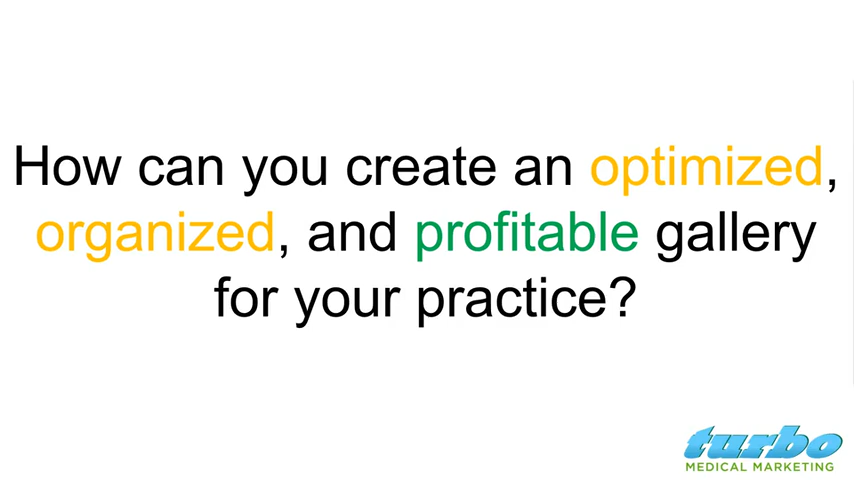 How can you create an optimized,
organized, and profitable gallery
for your practice?
turbo
MEDICAL MARKETING